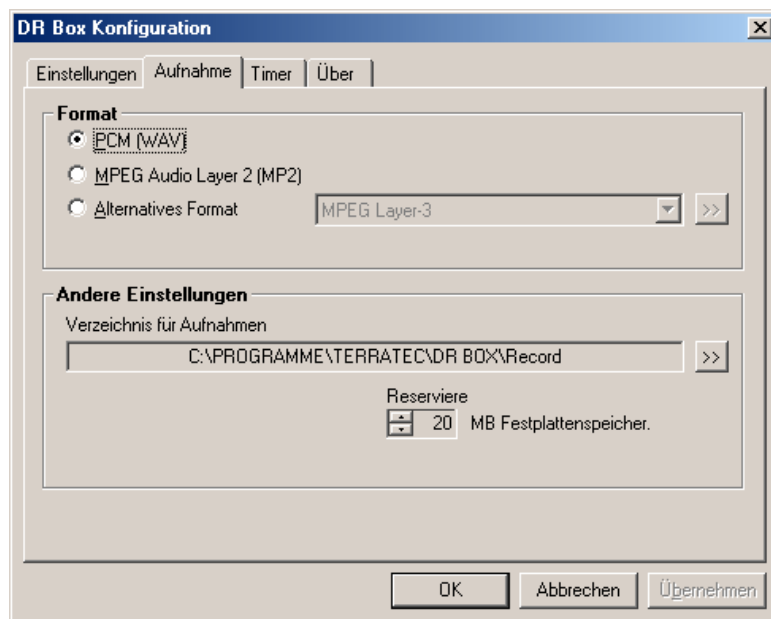 DR Box Konfiguration
Einstellungen Aufnahme Timer Über
Format
PCM (WAV)
MPEG Audio Layer 2 (MP2)
Alternatives Format MPEG Layer-3 >>
Andere Einstellungen
Verzeichnis für Aufnahmen
C:\PROGRAMME\TERRATEC\DR BOX\Record >>
Reserviere
20 MB Festplattenspeicher.
OK Abbrechen Übernehmen